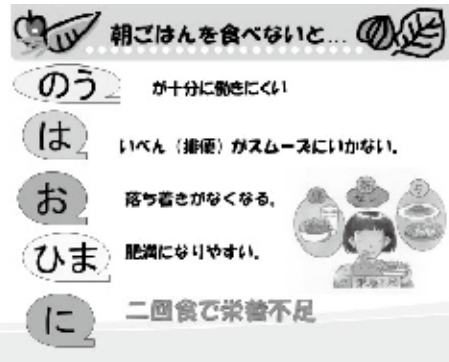 朝ごはんを食べないと…
のう が十分に働きにくい
は いべん（排便）がスムーズにいかない。
お 落ち着きがなくなる。
ひま 肥満になりやすい。
に 二回食で栄養不足